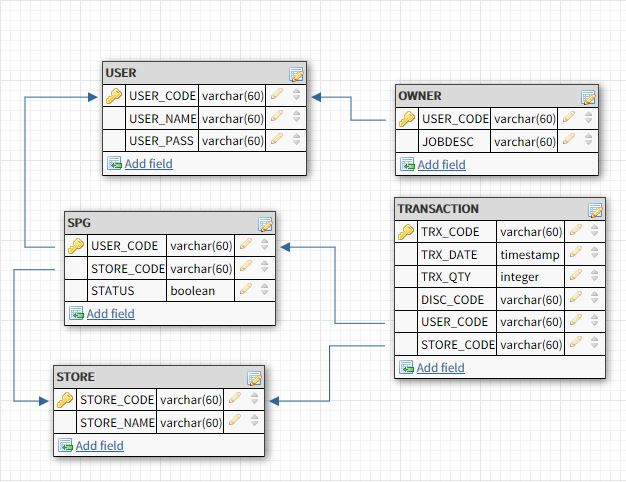 USER
USER_CODE varchar(60)
USER_NAME varchar(60)
USER_PASS varchar(60)
Add field
OWNER
USER_CODE varchar(60)
JOBDESC varchar(60)
Add field
SPG
USER_CODE varchar(60)
STORE_CODE varchar(60)
STATUS boolean
Add field
TRANSACTION
TRX_CODE varchar(60)
TRX_DATE timestamp
TRX_QTY integer
DISC_CODE varchar(60)
USER_CODE varchar(60)
STORE_CODE varchar(60)
Add field
STORE
STORE_CODE varchar(60)
STORE_NAME varchar(60)
Add field